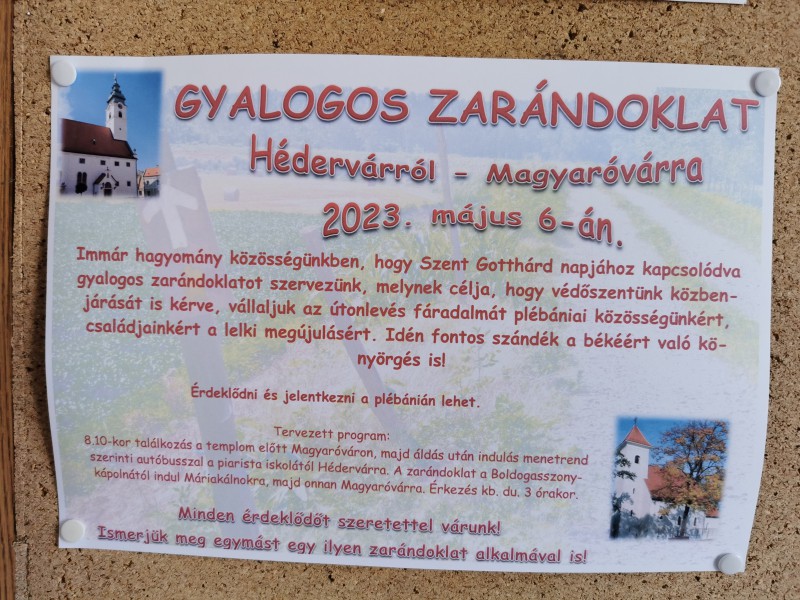 GYALOGOS ZARÁNDOKLAT
Hédervárról - Magyaróvárra
2023. május 6-án.
Immár hagyomány közösségünkben, hogy Szent Gotthárd napjához kapcsolódva
gyalogos zarándoklatot szervezünk, melynek célja, hogy védőszentünk közben-
járását is kérve, vállaljuk az útonlevés fáradalmát plébániai közösségünkért,
családjainkért a lelki megújulásért. Idén fontos szándék a békéért való kö-
nyörgés is!
Érdeklődni és jelentkezni a plébánián lehet.
Tervezett program:
8.10-kor találkozás a templom előtt Magyaróváron, majd áldás után indulás menetrend
szerinti autóbusszal a piarista iskolától Hédervárra. A zarándoklat a Boldogasszony-
kápolnától indul Máriakálnokra, majd onnan Magyaróvárra. Érkezés kb. du. 3 órakor.
Minden érdeklődőt szeretettel várunk!
Ismerjük meg egymást egy ilyen zarándoklat alkalmával is!